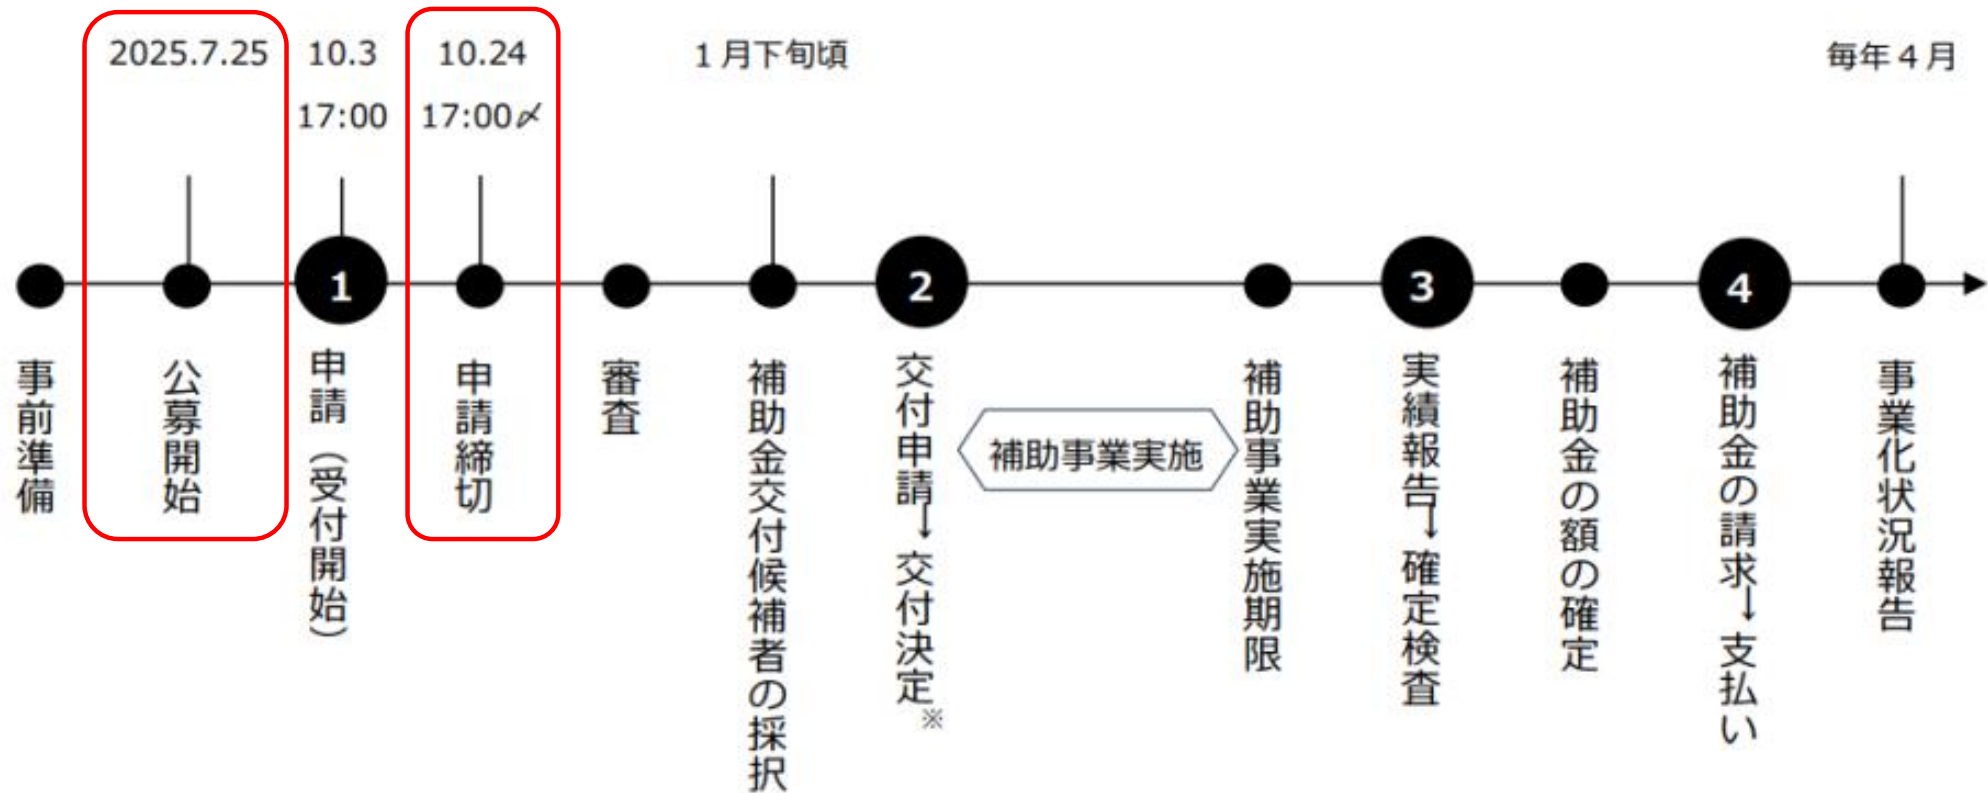 2025.7.25
10.3
17:00
10.24
17:00〆
1月下旬頃
毎年4月
1
2
3
4
事前準備
公募開始
申請（受付開始）
申請締切
審査
補助金交付候補者の採択
交付申請→交付決定※
補助事業実施
補助事業実施期限
実績報告→確定検査
補助金の額の確定
補助金の請求→支払い
事業化状況報告